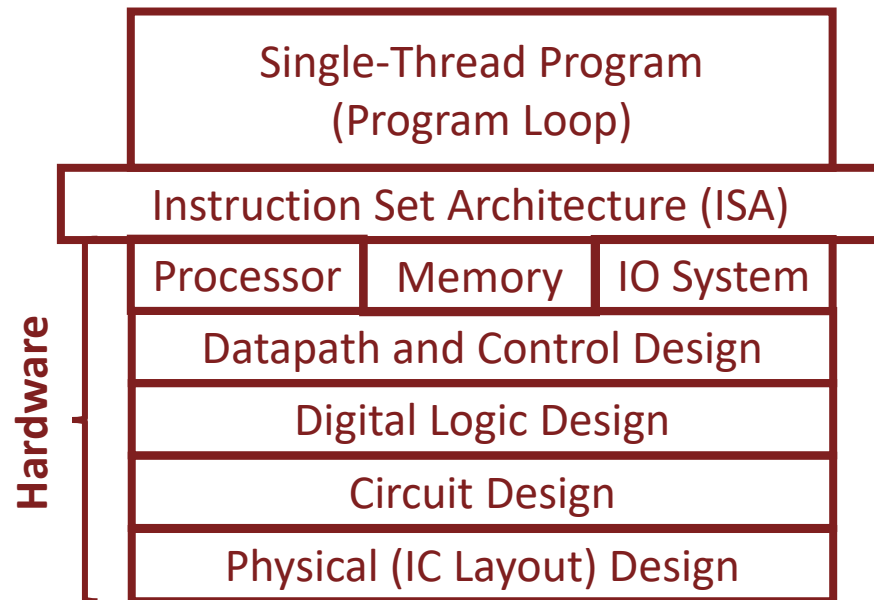 Single-Thread Program
(Program Loop)
Instruction Set Architecture (ISA)
Processor
Memory
IO System
Datapath and Control Design
Digital Logic Design
Circuit Design
Physical (IC Layout) Design
Hardware